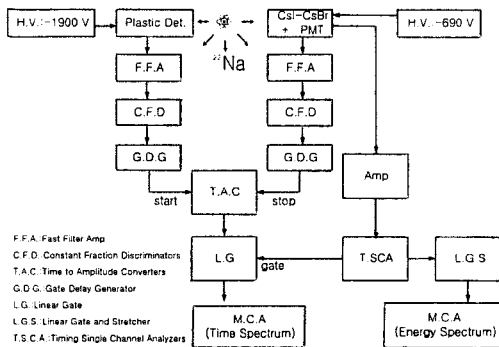 H.V.:-1900 V
Plastic Det.
CsI-CsBr
+ PMT
H.V.:-690 V
²²Na
F.F.A
F.F.A
C.F.D
C.F.D
G.D.G
G.D.G
start
T.A.C
stop
Amp
F.F.A.:Fast Filter Amp
C.F.D.:Constant Fraction Discriminators
T.A.C.:Time to Amplitude Converters
G.D.G.:Gate Delay Generator
L.G.:Linear Gate
L.G.S.:Linear Gate and Stretcher
T.S.C.A.:Timing Single Channel Analyzers
L.G
gate
T.SCA
L.G.S
M.C.A
(Time Spectrum)
M.C.A
(Energy Spectrum)